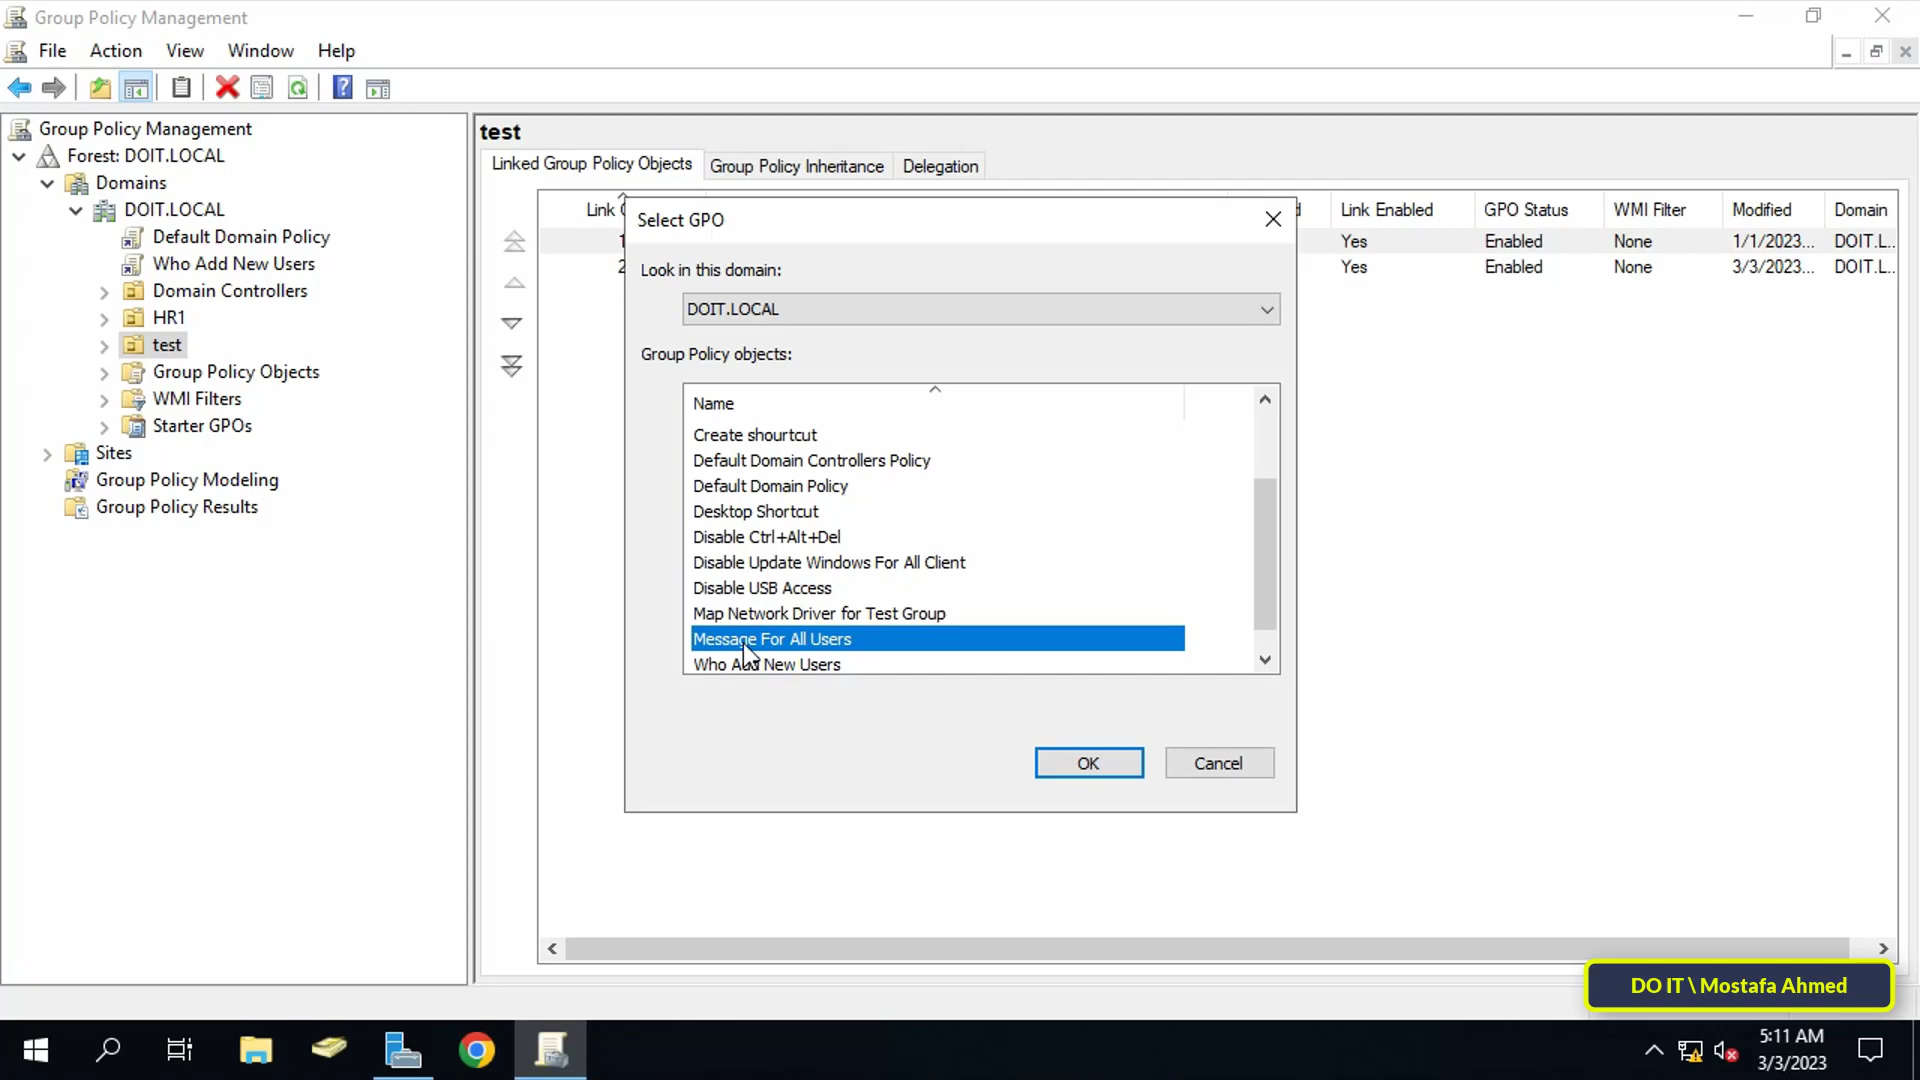 Group Policy Management
File Action View Window Help
Group Policy Management
Forest: DOIT.LOCAL
Domains
DOIT.LOCAL
Default Domain Policy
Who Add New Users
Domain Controllers
HR1
test
Group Policy Objects
WMI Filters
Starter GPOs
Sites
Group Policy Modeling
Group Policy Results
test
Linked Group Policy Objects Group Policy Inheritance Delegation
Link Link Enabled GPO Status WMI Filter Modified Domain
1 Yes Enabled None 1/1/2023... DOIT.L...
2 Yes Enabled None 3/3/2023... DOIT.L...
Select GPO
Look in this domain:
DOIT.LOCAL
Group Policy objects:
Name
Create shourtcut
Default Domain Controllers Policy
Default Domain Policy
Desktop Shortcut
Disable Ctrl+Alt+Del
Disable Update Windows For All Client
Disable USB Access
Map Network Driver for Test Group
Message For All Users
Who Add New Users
OK Cancel
DO IT \ Mostafa Ahmed
5:11 AM
3/3/2023